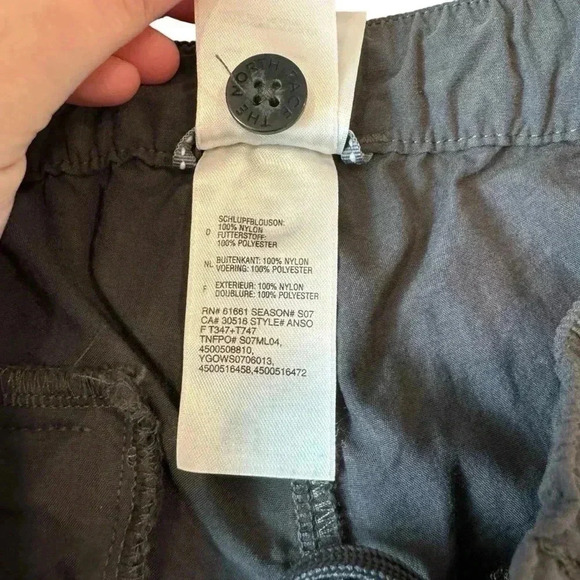 THE NORTH FACE
SCHLUPFBLOUSON:
100% NYLON
D FUTTERSTOFF:
100% POLYESTER
NL BUITENKANT: 100% NYLON
VOERING: 100% POLYESTER
F EXTERIEUR: 100% NYLON
DOUBLURE: 100% POLYESTER
RN# 61661 SEASON# S07
CA# 30516 STYLE# ANSO
F T347+T747
TNFPO# S07ML04,
4500508810,
YGOWS0706013,
4500516458,4500516472